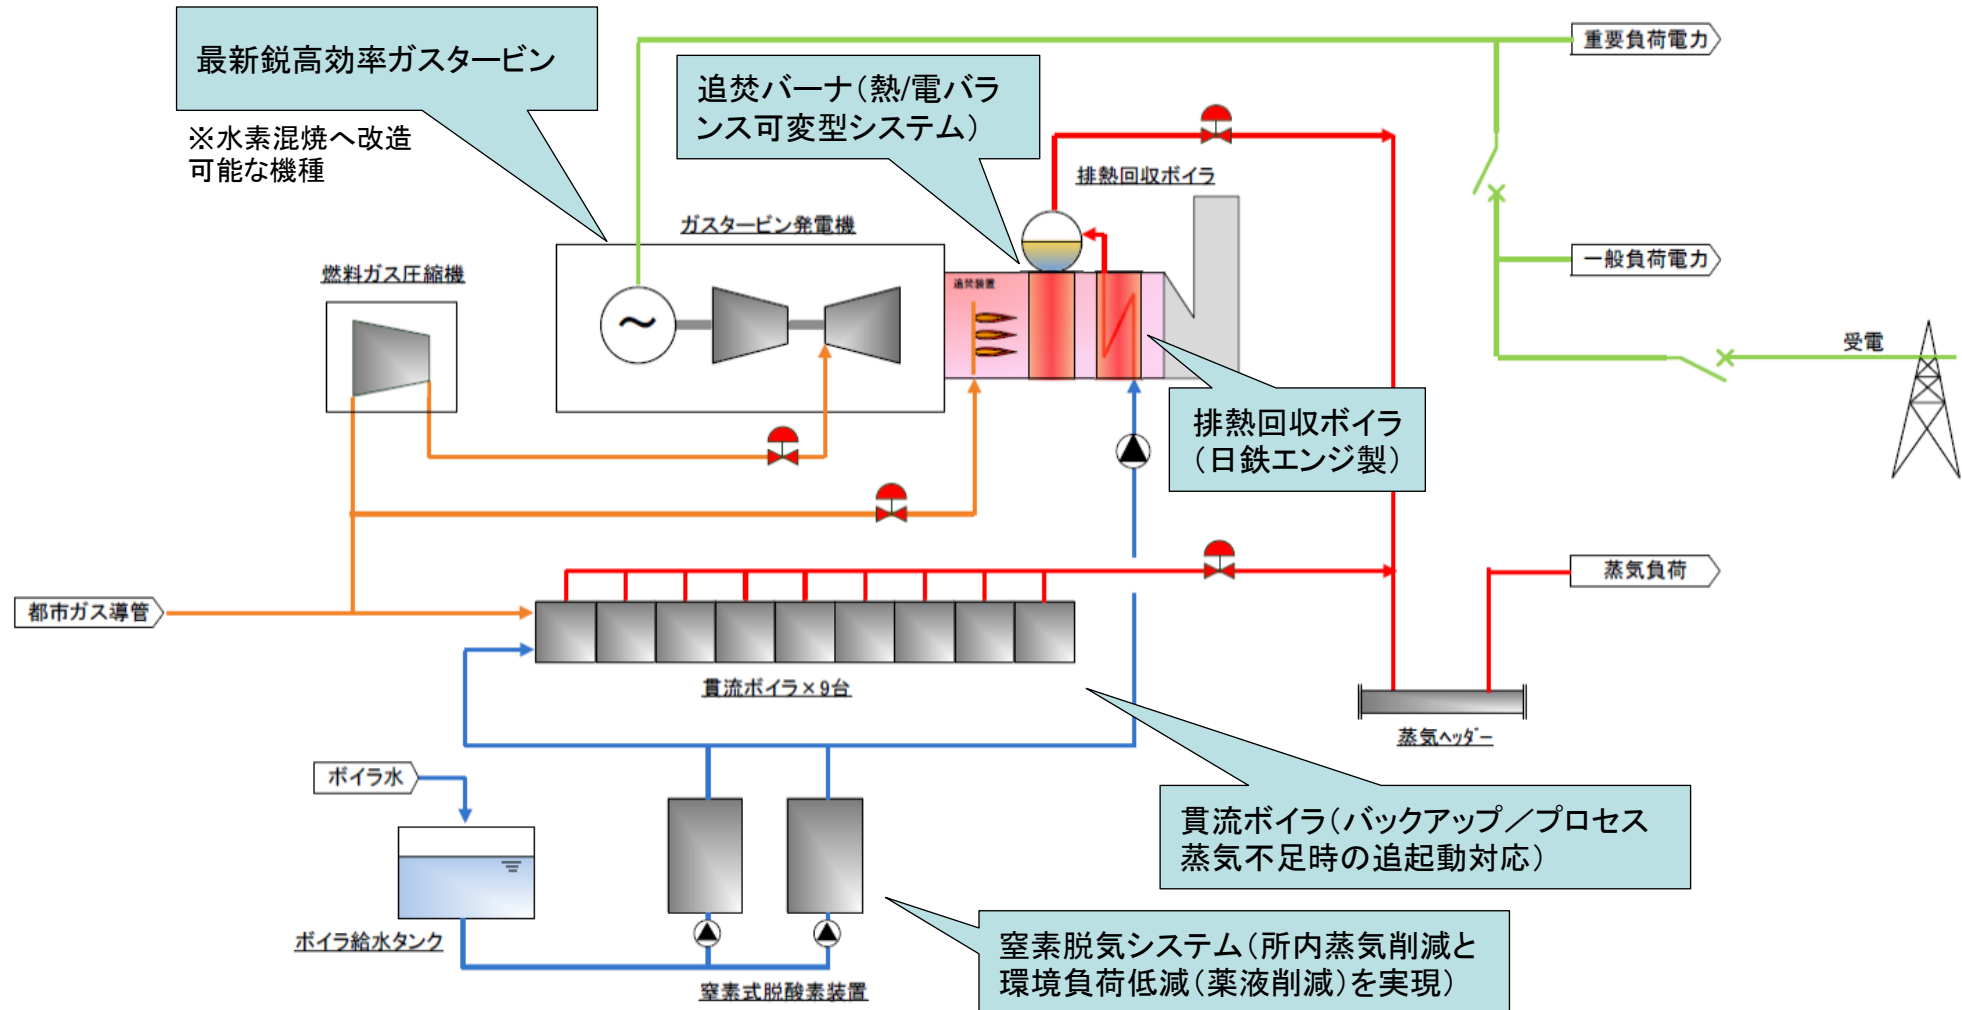 最新鋭高効率ガスタービン
※水素混焼へ改造
可能な機種
追焚バーナ(熱/電バラ
ンス可変型システム)
重要負荷電力
排熱回収ボイラ
ガスタービン発電機
燃料ガス圧縮機
追焚装置
~
一般負荷電力
受電
排熱回収ボイラ
(日鉄エンジ製)
蒸気負荷
都市ガス導管
貫流ボイラ×9台
蒸気ヘッダー
ボイラ水
貫流ボイラ(バックアップ/プロセス
蒸気不足時の追起動対応)
ボイラ給水タンク
窒素式脱酸素装置
窒素脱気システム(所内蒸気削減と
環境負荷低減(薬液削減)を実現)